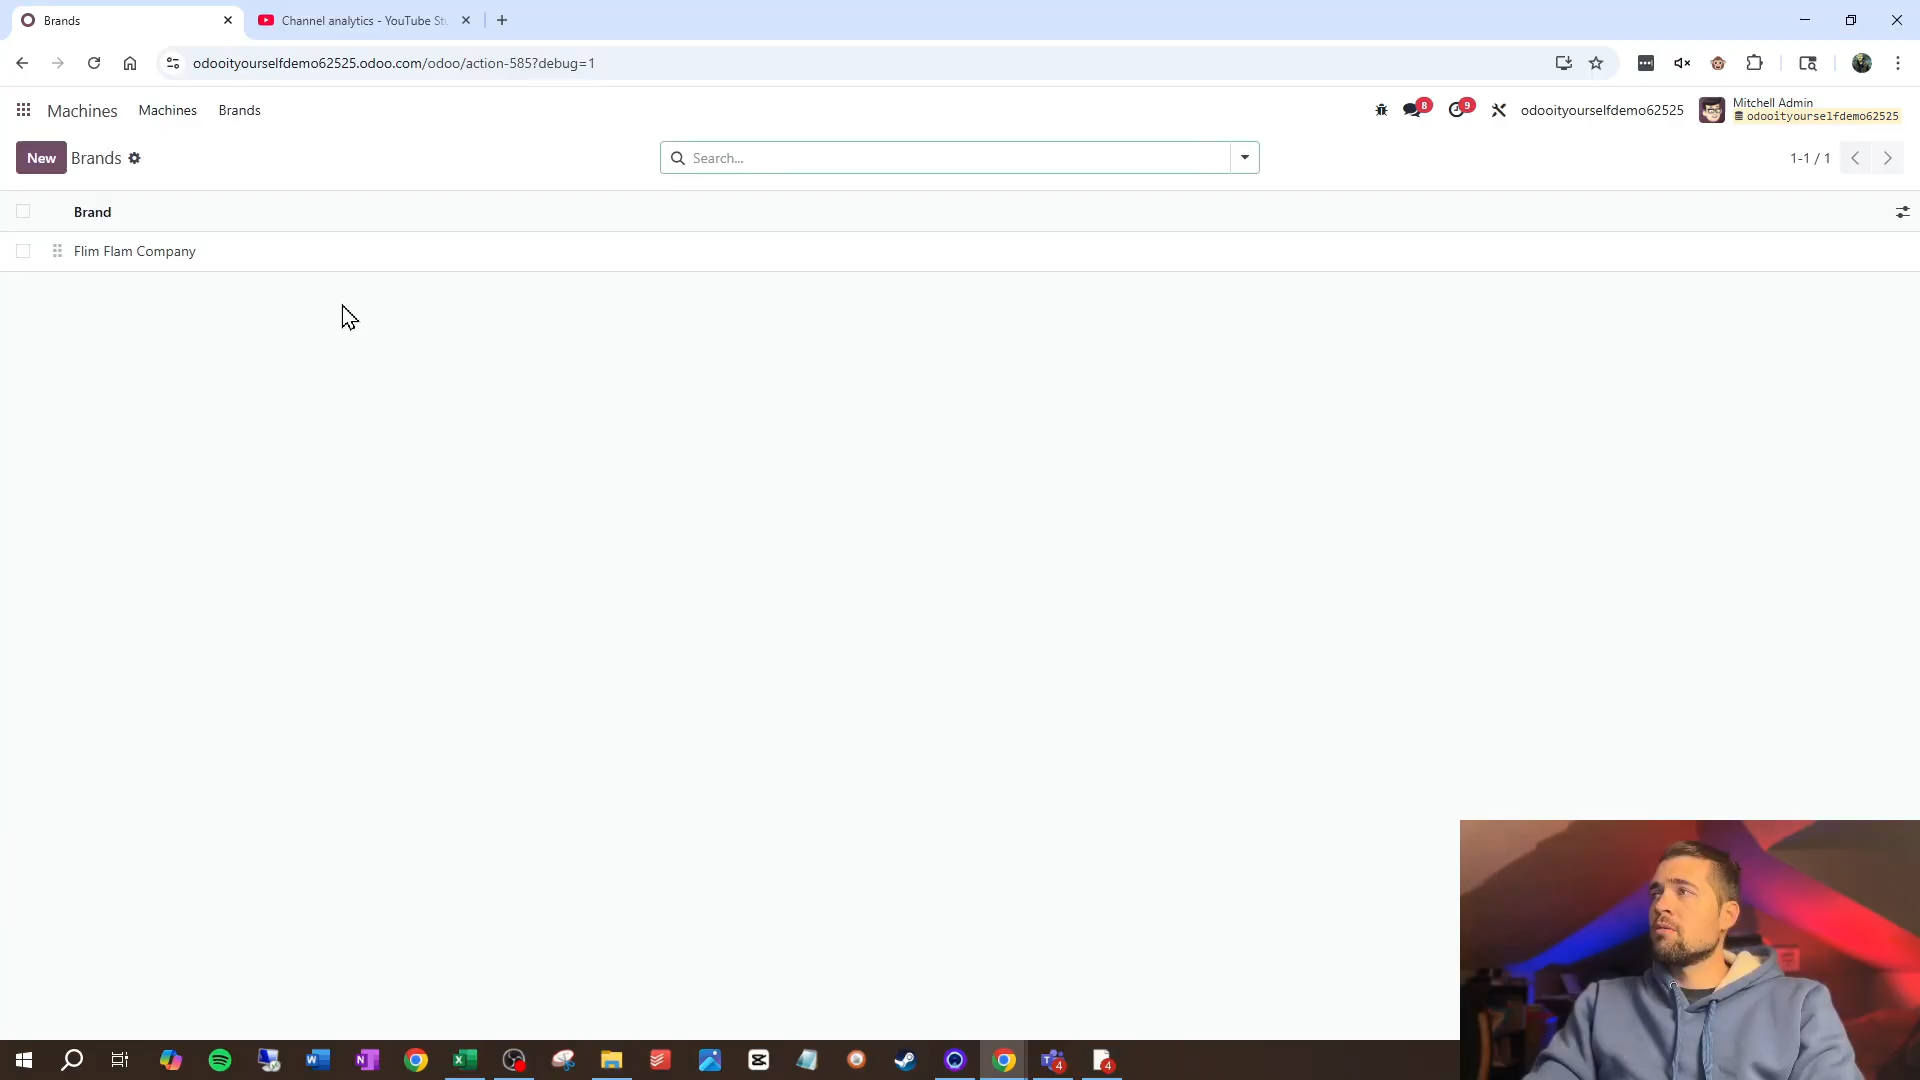 Brands
Channel analytics - YouTube St
odooityourselfdemo62525.odoo.com/odoo/action-585?debug=1
Machines
Machines
Brands
8
9
odooityourselfdemo62525
Mitchell Admin
odooityourselfdemo62525
New
Brands
Search...
1-1 / 1
Brand
Flim Flam Company
4
4